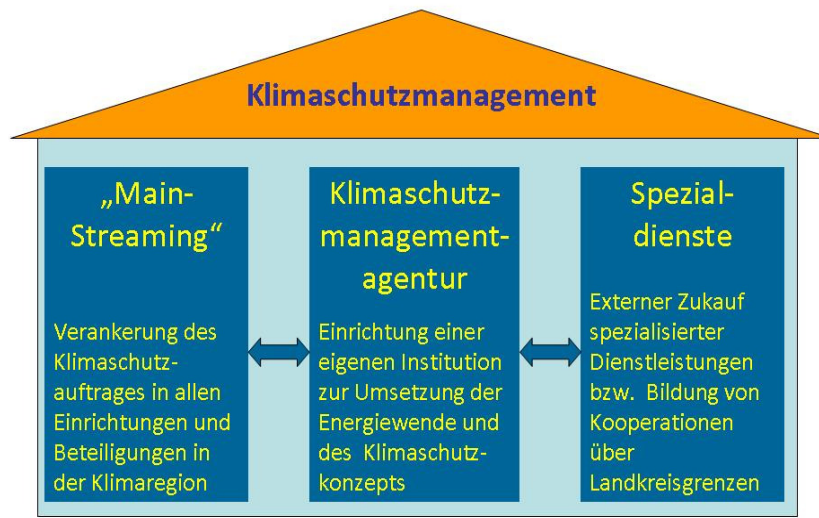 Klimaschutzmanagement
„Main-
Streaming“
Verankerung des
Klimaschutz-
auftrages in allen
Einrichtungen und
Beteiligungen in
der Klimaregion
Klimaschutz-
management-
agentur
Einrichtung einer
eigenen Institution
zur Umsetzung der
Energiewende und
des Klimaschutz-
konzepts
Spezial-
dienste
Externer Zukauf
spezialisierter
Dienstleistungen
bzw. Bildung von
Kooperationen
über
Landkreisgrenzen